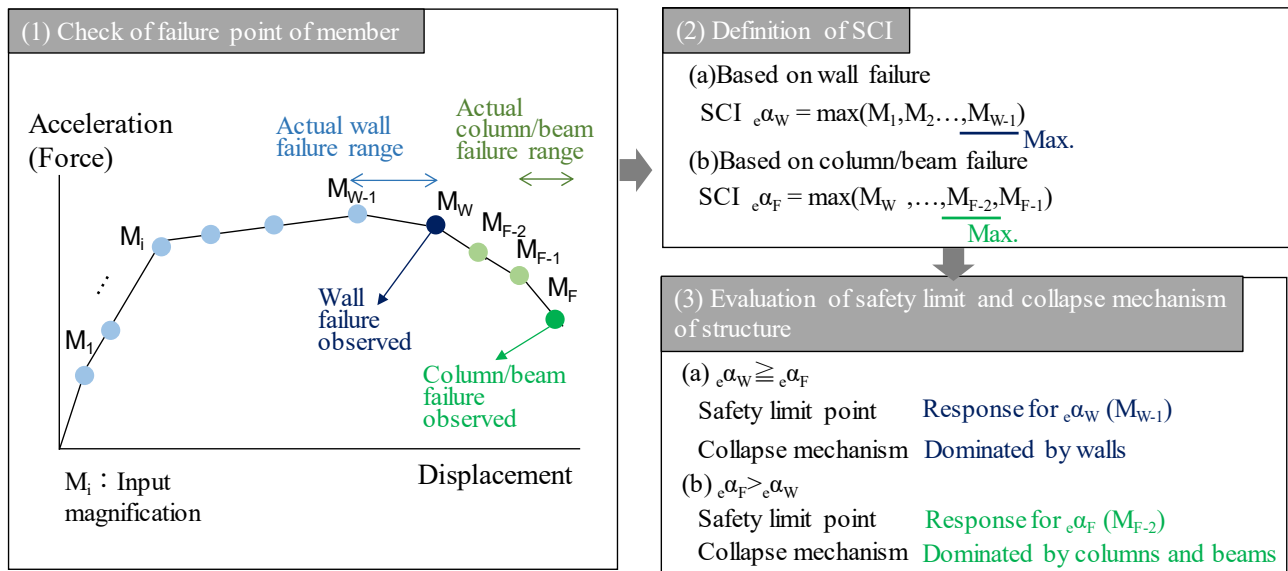 (1) Check of failure point of member
Acceleration
(Force)
Actual wall
failure range
Actual
column/beam
failure range
M_{W-1}
M_W
M_{F-2}
M_{F-1}
M_F
M_i
…
M_1
Wall
failure
observed
Column/beam
failure
observed
Displacement
M_i：Input
magnification
(2) Definition of SCI
(a)Based on wall failure
SCI _eα_W = max(M_1,M_2…,M_{W-1})
Max.
(b)Based on column/beam failure
SCI _eα_F = max(M_W ,…,M_{F-2},M_{F-1})
Max.
(3) Evaluation of safety limit and collapse mechanism
of structure
(a) _eα_W≧_eα_F
Safety limit point Response for _eα_W (M_{W-1})
Collapse mechanism Dominated by walls
(b) _eα_F>_eα_W
Safety limit point Response for _eα_F (M_{F-2})
Collapse mechanism Dominated by columns and beams